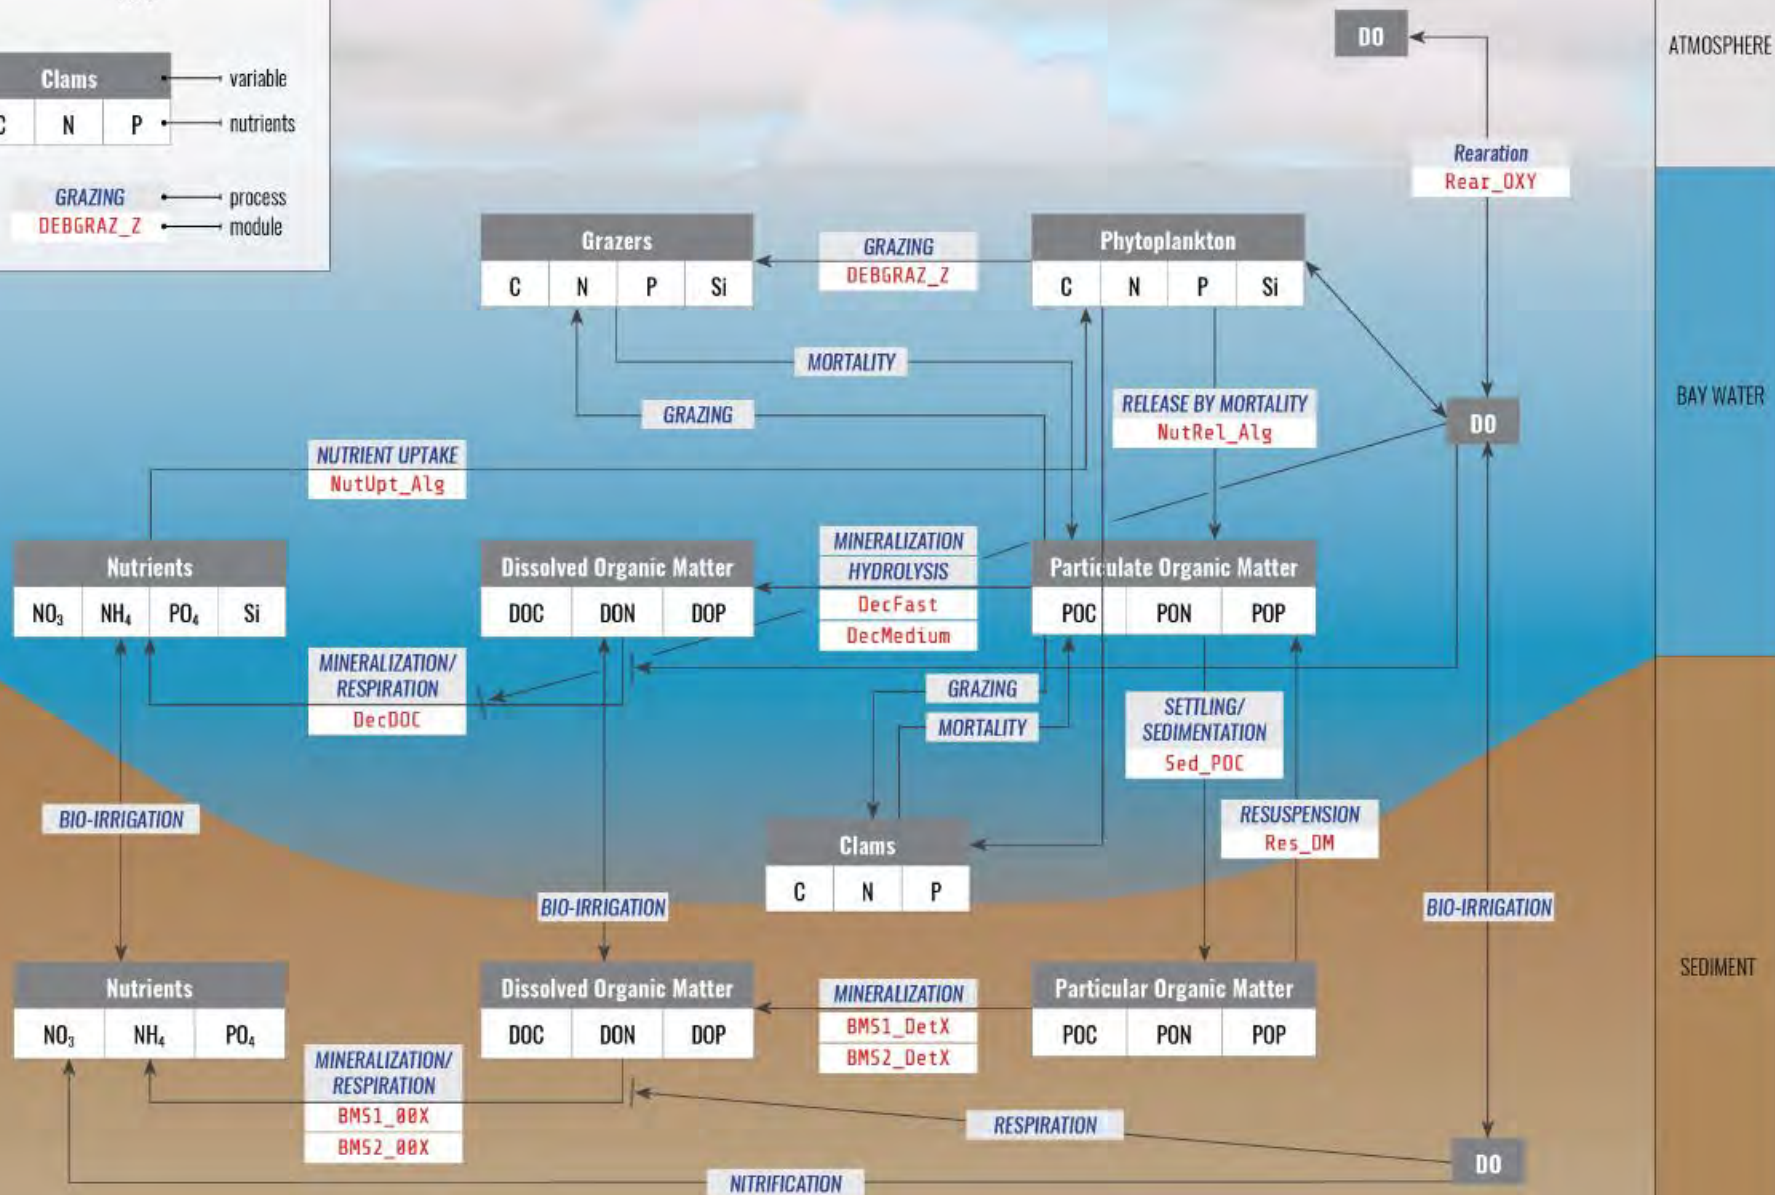 Clams
variable
C N P
nutrients
GRAZING
process
DEBGRAZ_Z
module
DO
ATMOSPHERE
Rearation
Rear_OXY
Grazers
C N P Si
GRAZING
DEBGRAZ_Z
Phytoplankton
C N P Si
MORTALITY
GRAZING
RELEASE BY MORTALITY
NutRel_Alg
DO
BAY WATER
NUTRIENT UPTAKE
NutUpt_Alg
Nutrients
NO₃ NH₄ PO₄ Si
Dissolved Organic Matter
DOC DON DOP
MINERALIZATION
HYDROLYSIS
DecFast
DecMedium
Particulate Organic Matter
POC PON POP
MINERALIZATION/
RESPIRATION
DecDOC
GRAZING
MORTALITY
SETTLING/
SEDIMENTATION
Sed_POC
BIO-IRRIGATION
RESUSPENSION
Res_DM
Clams
C N P
BIO-IRRIGATION
BIO-IRRIGATION
SEDIMENT
Nutrients
NO₃ NH₄ PO₄
Dissolved Organic Matter
DOC DON DOP
MINERALIZATION
BMS1_DetX
BMS2_DetX
Particular Organic Matter
POC PON POP
MINERALIZATION/
RESPIRATION
BMS1_00X
BMS2_00X
RESPIRATION
DO
NITRIFICATION